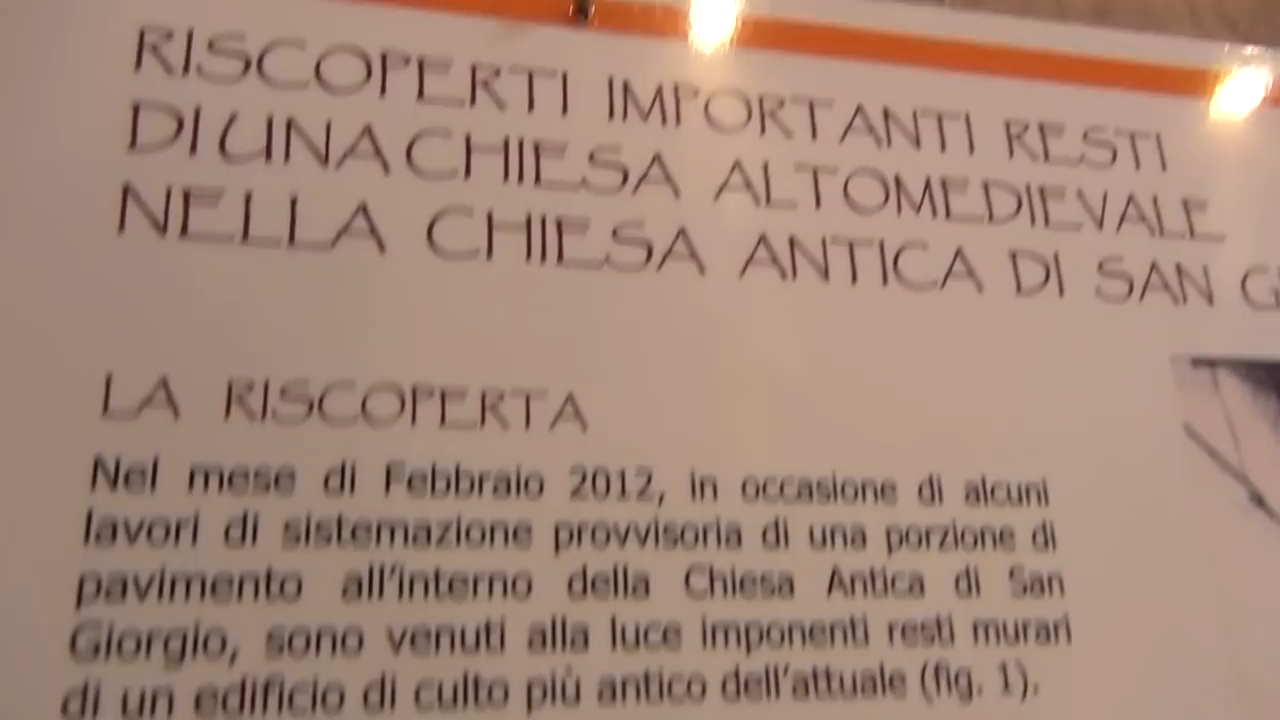 RISCOPERTI IMPORTANTI RESTI
DI UNA CHIESA ALTOMEDIEVALE
NELLA CHIESA ANTICA DI SAN G
LA RISCOPERTA
Nel mese di Febbraio 2012, in occasione di alcuni
lavori di sistemazione provvisoria di una porzione di
pavimento all'interno della Chiesa Antica di San
Giorgio, sono venuti alla luce imponenti resti murari
di un edificio di culto più antico dell'attuale (fig. 1).